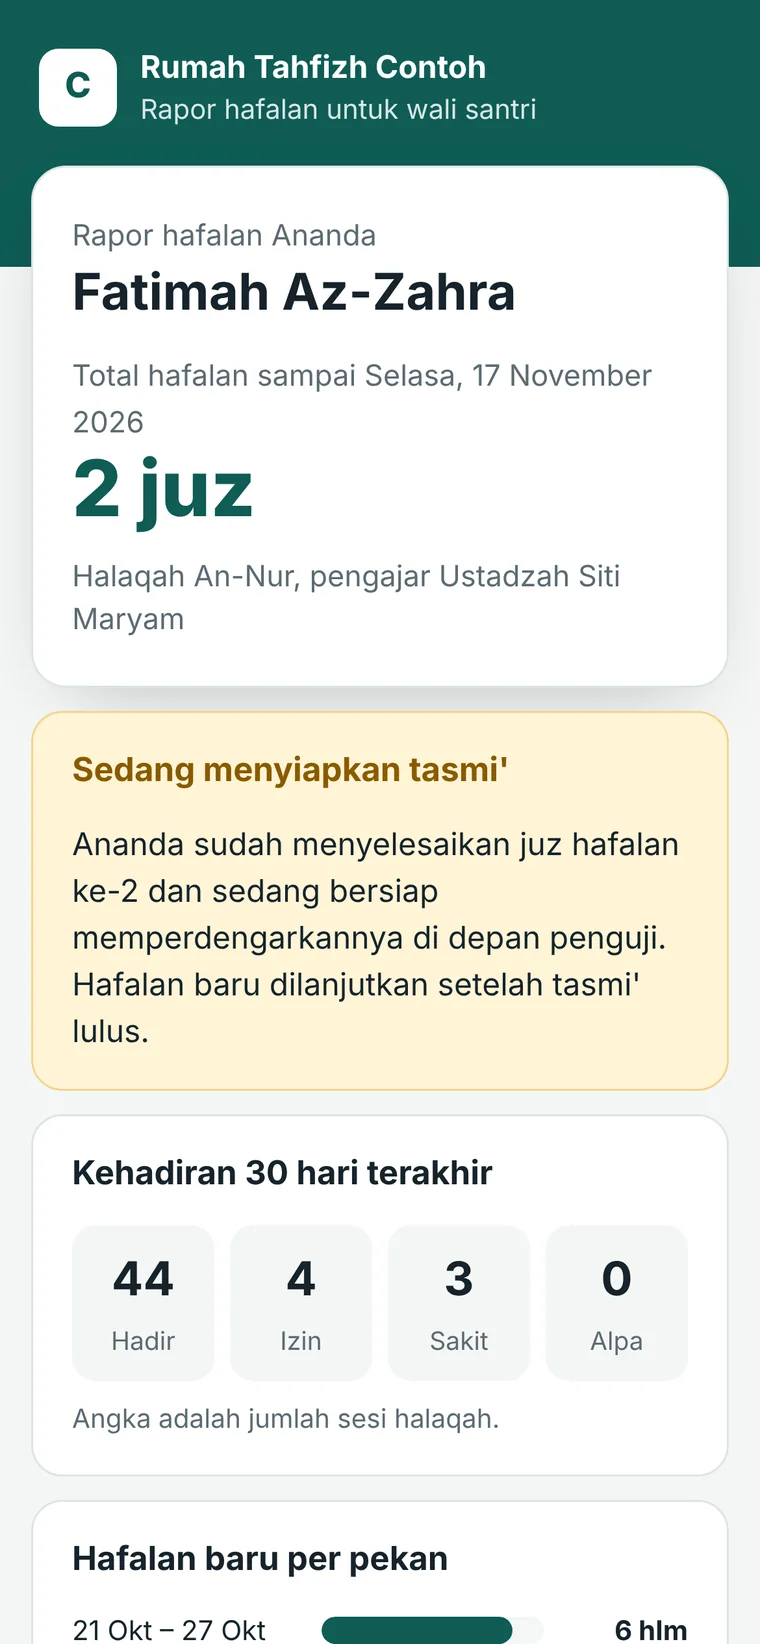 C
Rumah Tahfizh Contoh
Rapor hafalan untuk wali santri
Rapor hafalan Ananda
Fatimah Az-Zahra
Total hafalan sampai Selasa, 17 November
2026
2 juz
Halaqah An-Nur, pengajar Ustadzah Siti
Maryam
Sedang menyiapkan tasmi'
Ananda sudah menyelesaikan juz hafalan
ke-2 dan sedang bersiap
memperdengarkannya di depan penguji.
Hafalan baru dilanjutkan setelah tasmi'
lulus.
Kehadiran 30 hari terakhir
44 4 3 0
Hadir Izin Sakit Alpa
Angka adalah jumlah sesi halaqah.
Hafalan baru per pekan
21 Okt – 27 Okt 6 hlm